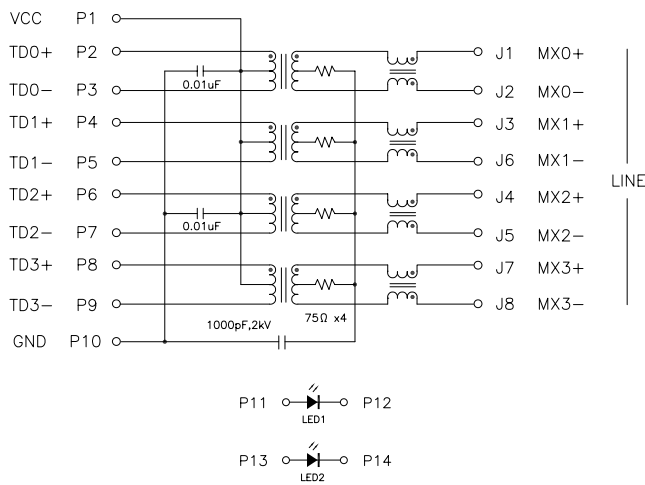 VCC P1
TD0+ P2 J1 MX0+
0.01uF
TD0- P3 J2 MX0-
TD1+ P4 J3 MX1+
TD1- P5 J6 MX1-
LINE
TD2+ P6 J4 MX2+
0.01uF
TD2- P7 J5 MX2-
TD3+ P8 J7 MX3+
TD3- P9 J8 MX3-
1000pF,2kV 75Ω x4
GND P10
P11 P12
LED1
P13 P14
LED2